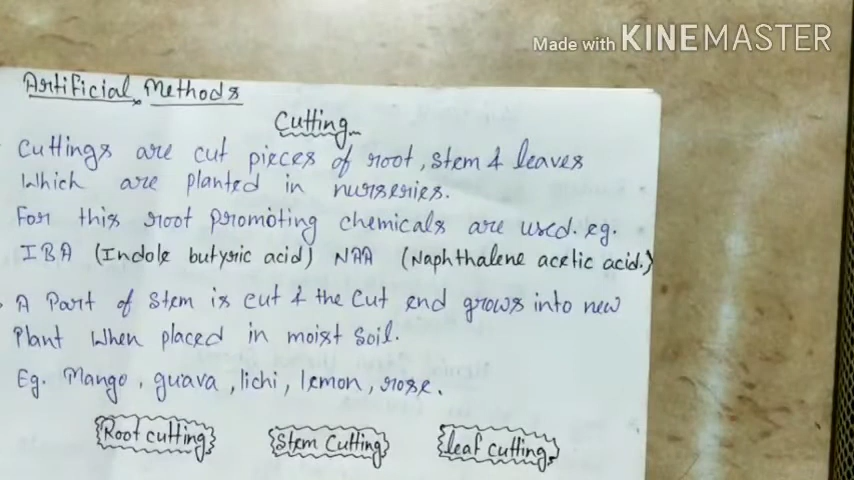 Made with KINEMASTER
Artificial Methods
Cutting
Cuttings are cut pieces of root, stem & leaves
Which are planted in nurseries.
For this root promoting chemicals are used. eg.
IBA (Indole butyric acid) NAA (Naphthalene acetic acid.)
A Part of stem is cut & the cut end grows into new
Plant when placed in moist soil.
Eg. Mango, guava, lichi, lemon, rose.
Root cutting Stem Cutting leaf cutting